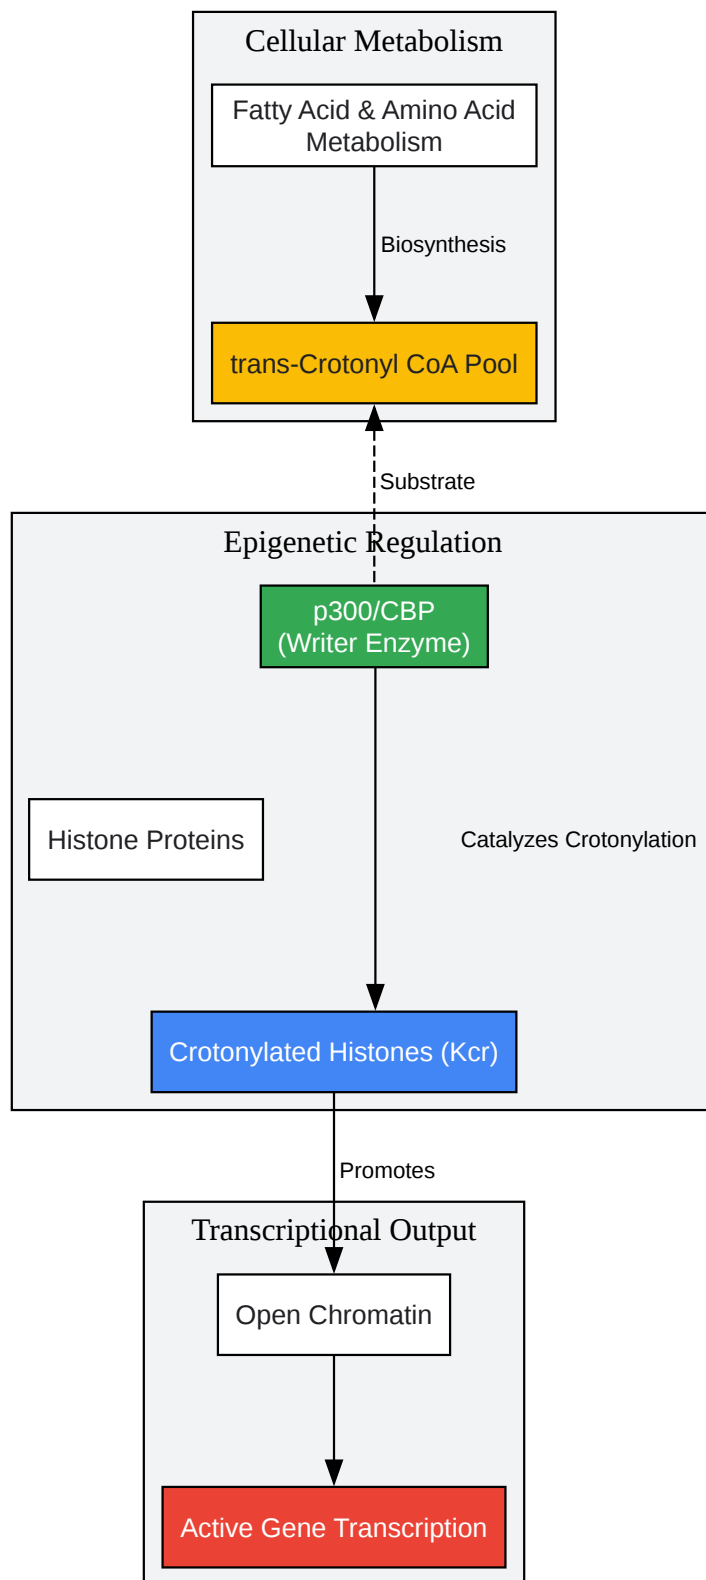 Cellular Metabolism
Fatty Acid & Amino Acid
Metabolism
Biosynthesis
trans-Crotonyl CoA Pool
Substrate
Epigenetic Regulation
p300/CBP
(Writer Enzyme)
Histone Proteins
Catalyzes Crotonylation
Crotonylated Histones (Kcr)
Promotes
Transcriptional Output
Open Chromatin
Active Gene Transcription